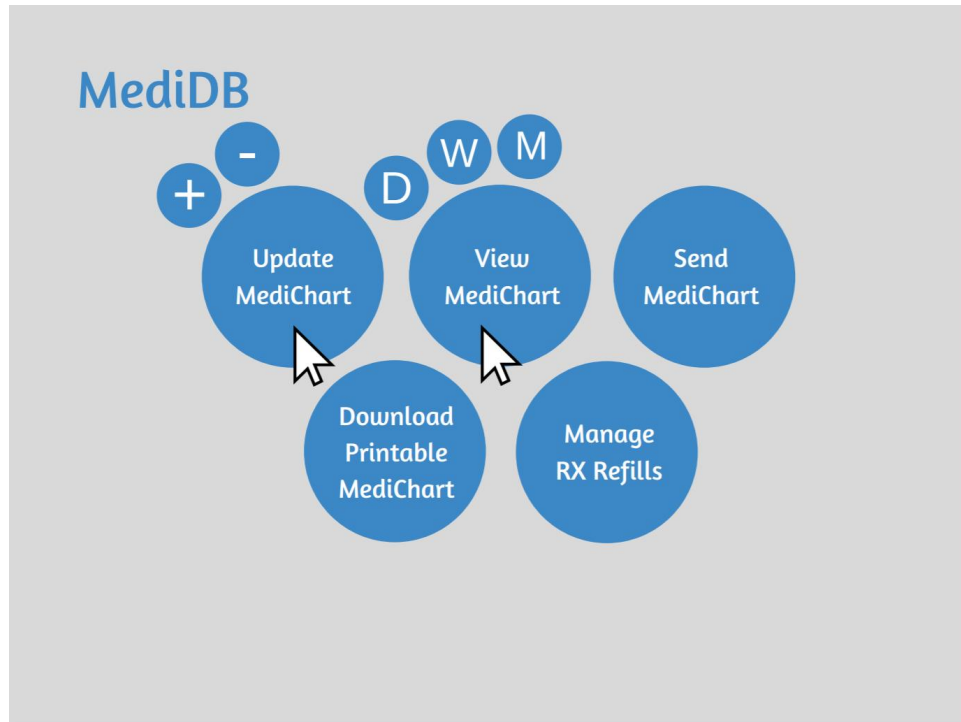 MediDB
+
-
D
W
M
Update
MediChart
View
MediChart
Send
MediChart
Download
Printable
MediChart
Manage
RX Refills